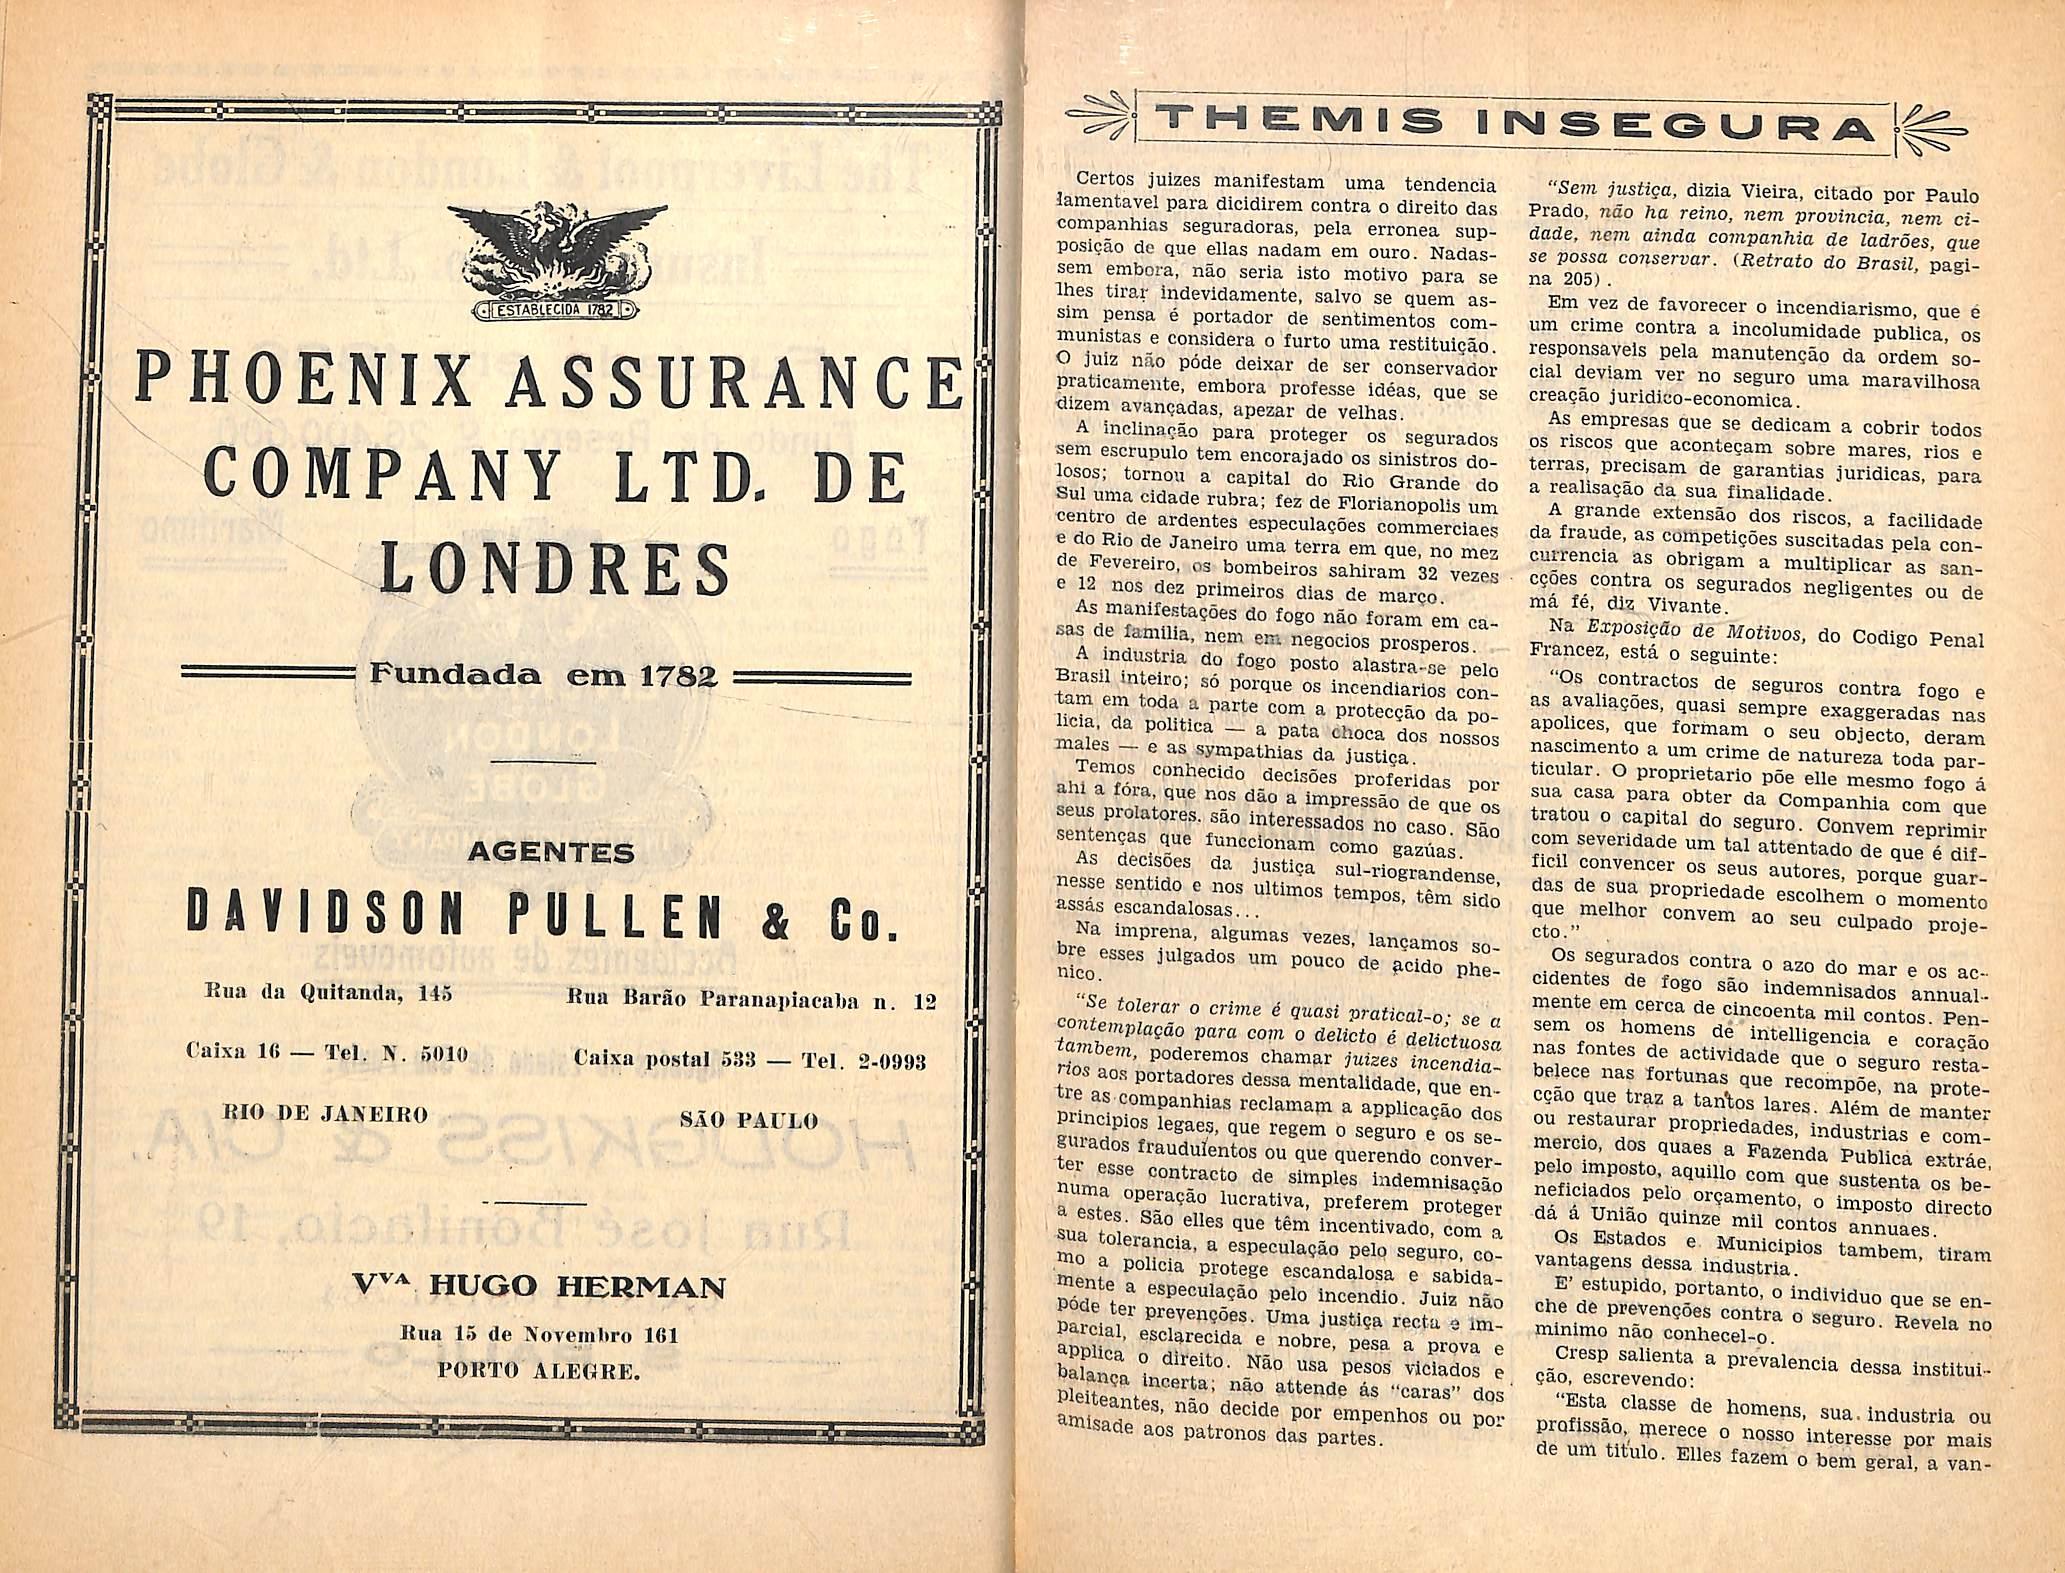 ESTABLECIDA 1782
PHOENIX ASSURANCE
COMPANY LTD. DE
LONDRES
Fundada em 1782
AGENTES
DAVIDSON PULLEN & Co.
Rua da Quitanda, 145
Caixa 16 — Tel. N. 5010
RIO DE JANEIRO
Rua Barão Paranapiacaba n. 12
Caixa postal 533 — Tel. 2-0993
SÃO PAULO
Vva HUGO HERMAN
Rua 15 de Novembro 161
PORTO ALEGRE.
THEMIS INSEGURA
Certos juizes manifestam uma tendencia
lamentavel para dicidirem contra o direito das
companhias seguradoras, pela erronea sup-
posição de que ellas nadam em ouro. Nadas-
sem embora, não seria isto motivo para se
lhes tirar indevidamente, salvo se quem as-
sim pensa é portador de sentimentos com-
munistas e considera o furto uma restituição.
O juiz não póde deixar de ser conservador
praticamente, embora professe idéas, que se
dizem avançadas, apezar de velhas.
A inclinação para proteger os segurados
sem escrupulo tem encorajado os sinistros do-
losos; tornou a capital do Rio Grande do
Sul uma cidade rubra; fez de Florianopolis um
centro de ardentes especulações commerciaes
e do Rio de Janeiro uma terra em que, no mez
de Fevereiro, os bombeiros sahiram 32 vezes
e 12 nos dez primeiros dias de março.
As manifestações do fogo não foram em ca-
sas de familia, nem em negocios prosperos.
A industria do fogo posto alastra-se pelo
Brasil inteiro; só porque os incendiarios con-
tam em toda a parte com a protecção da po-
licia, da politica — a pata choca dos nossos
males — e as sympathias da justiça.
Temos conhecido decisões proferidas por
ahi a fóra, que nos dão a impressão de que os
seus prolatores. são interessados no caso. São
sentenças que funccionam como gazúas.
As decisões da justiça sul-riograndense,
nesse sentido e nos ultimos tempos, têm sido
assás escandalosas...
Na imprena, algumas vezes, lançamos so-
bre esses julgados um pouco de acido phe-
nico.
"Se tolerar o crime é quasi pratical-o; se a
contemplação para com o delicto é delictuosa
tambem, poderemos chamar juizes incendia-
rios aos portadores dessa mentalidade, que en-
tre as companhias reclamam a applicação dos
principios legaes, que regem o seguro e os se-
gurados fraudulentos ou que querendo conver-
ter esse contracto de simples indemnisação
numa operação lucrativa, preferem proteger
a estes. São elles que têm incentivado, com a
sua tolerancia, a especulação pelo seguro, co-
mo a policia protege escandalosa e sabida-
mente a especulação pelo incendio. Juiz não
póde ter prevenções. Uma justiça recta e im-
parcial, esclarecida e nobre, pesa a prova e
applica o direito. Não usa pesos viciados e
balança incerta; não attende ás "caras" dos
pleiteantes, não decide por empenhos ou por
amisade aos patronos das partes.
"Sem justiça, dizia Vieira, citado por Paulo
Prado, não ha reino, nem provincia, nem ci-
dade, nem ainda companhia de ladrões, que
se possa conservar. (Retrato do Brasil, pagi-
na 205).
Em vez de favorecer o incendiarismo, que é
um crime contra a incolumidade publica, os
responsaveis pela manutenção da ordem so-
cial deviam ver no seguro uma maravilhosa
creação juridico-economica.
As empresas que se dedicam a cobrir todos
os riscos que aconteçam sobre mares, rios e
terras, precisam de garantias juridicas, para
a realisação da sua finalidade.
A grande extensão dos riscos, a facilidade
da fraude, as competições suscitadas pela con-
currencia as obrigam a multiplicar as san-
cções contra os segurados negligentes ou de
má fé, diz Vivante.
Na Exposição de Motivos, do Codigo Penal
Francez, está o seguinte:
"Os contractos de seguros contra fogo e
as avaliações, quasi sempre exaggeradas nas
apolices, que formam o seu objecto, deram
nascimento a um crime de natureza toda par-
ticular. O proprietario põe elle mesmo fogo á
sua casa para obter da Companhia com que
tratou o capital do seguro. Convem reprimir
com severidade um tal attentado de que é dif-
ficil convencer os seus autores, porque guar-
das de sua propriedade escolhem o momento
que melhor convem ao seu culpado proje-
cto."
Os segurados contra o azo do mar e os ac-
cidentes de fogo são indemnisados annual-
mente em cerca de cincoenta mil contos. Pen-
sem os homens de intelligencia e coração
nas fontes de actividade que o seguro resta-
belece nas fortunas que recompõe, na prote-
cção que traz a tantos lares. Além de manter
ou restaurar propriedades, industrias e com-
mercio, dos quaes a Fazenda Publica extráe,
pelo imposto, aquillo com que sustenta os be-
neficiados pelo orçamento, o imposto directo
dá á União quinze mil contos annuaes.
Os Estados e Municipios tambem, tiram
vantagens dessa industria.
E' estupido, portanto, o individuo que se en-
che de prevenções contra o seguro. Revela no
minimo não conhecel-o.
Cresp salienta a prevalencia dessa institui-
ção, escrevendo:
"Esta classe de homens, sua industria ou
profissão, merece o nosso interesse por mais
de um titulo. Elles fazem o bem geral, a van-